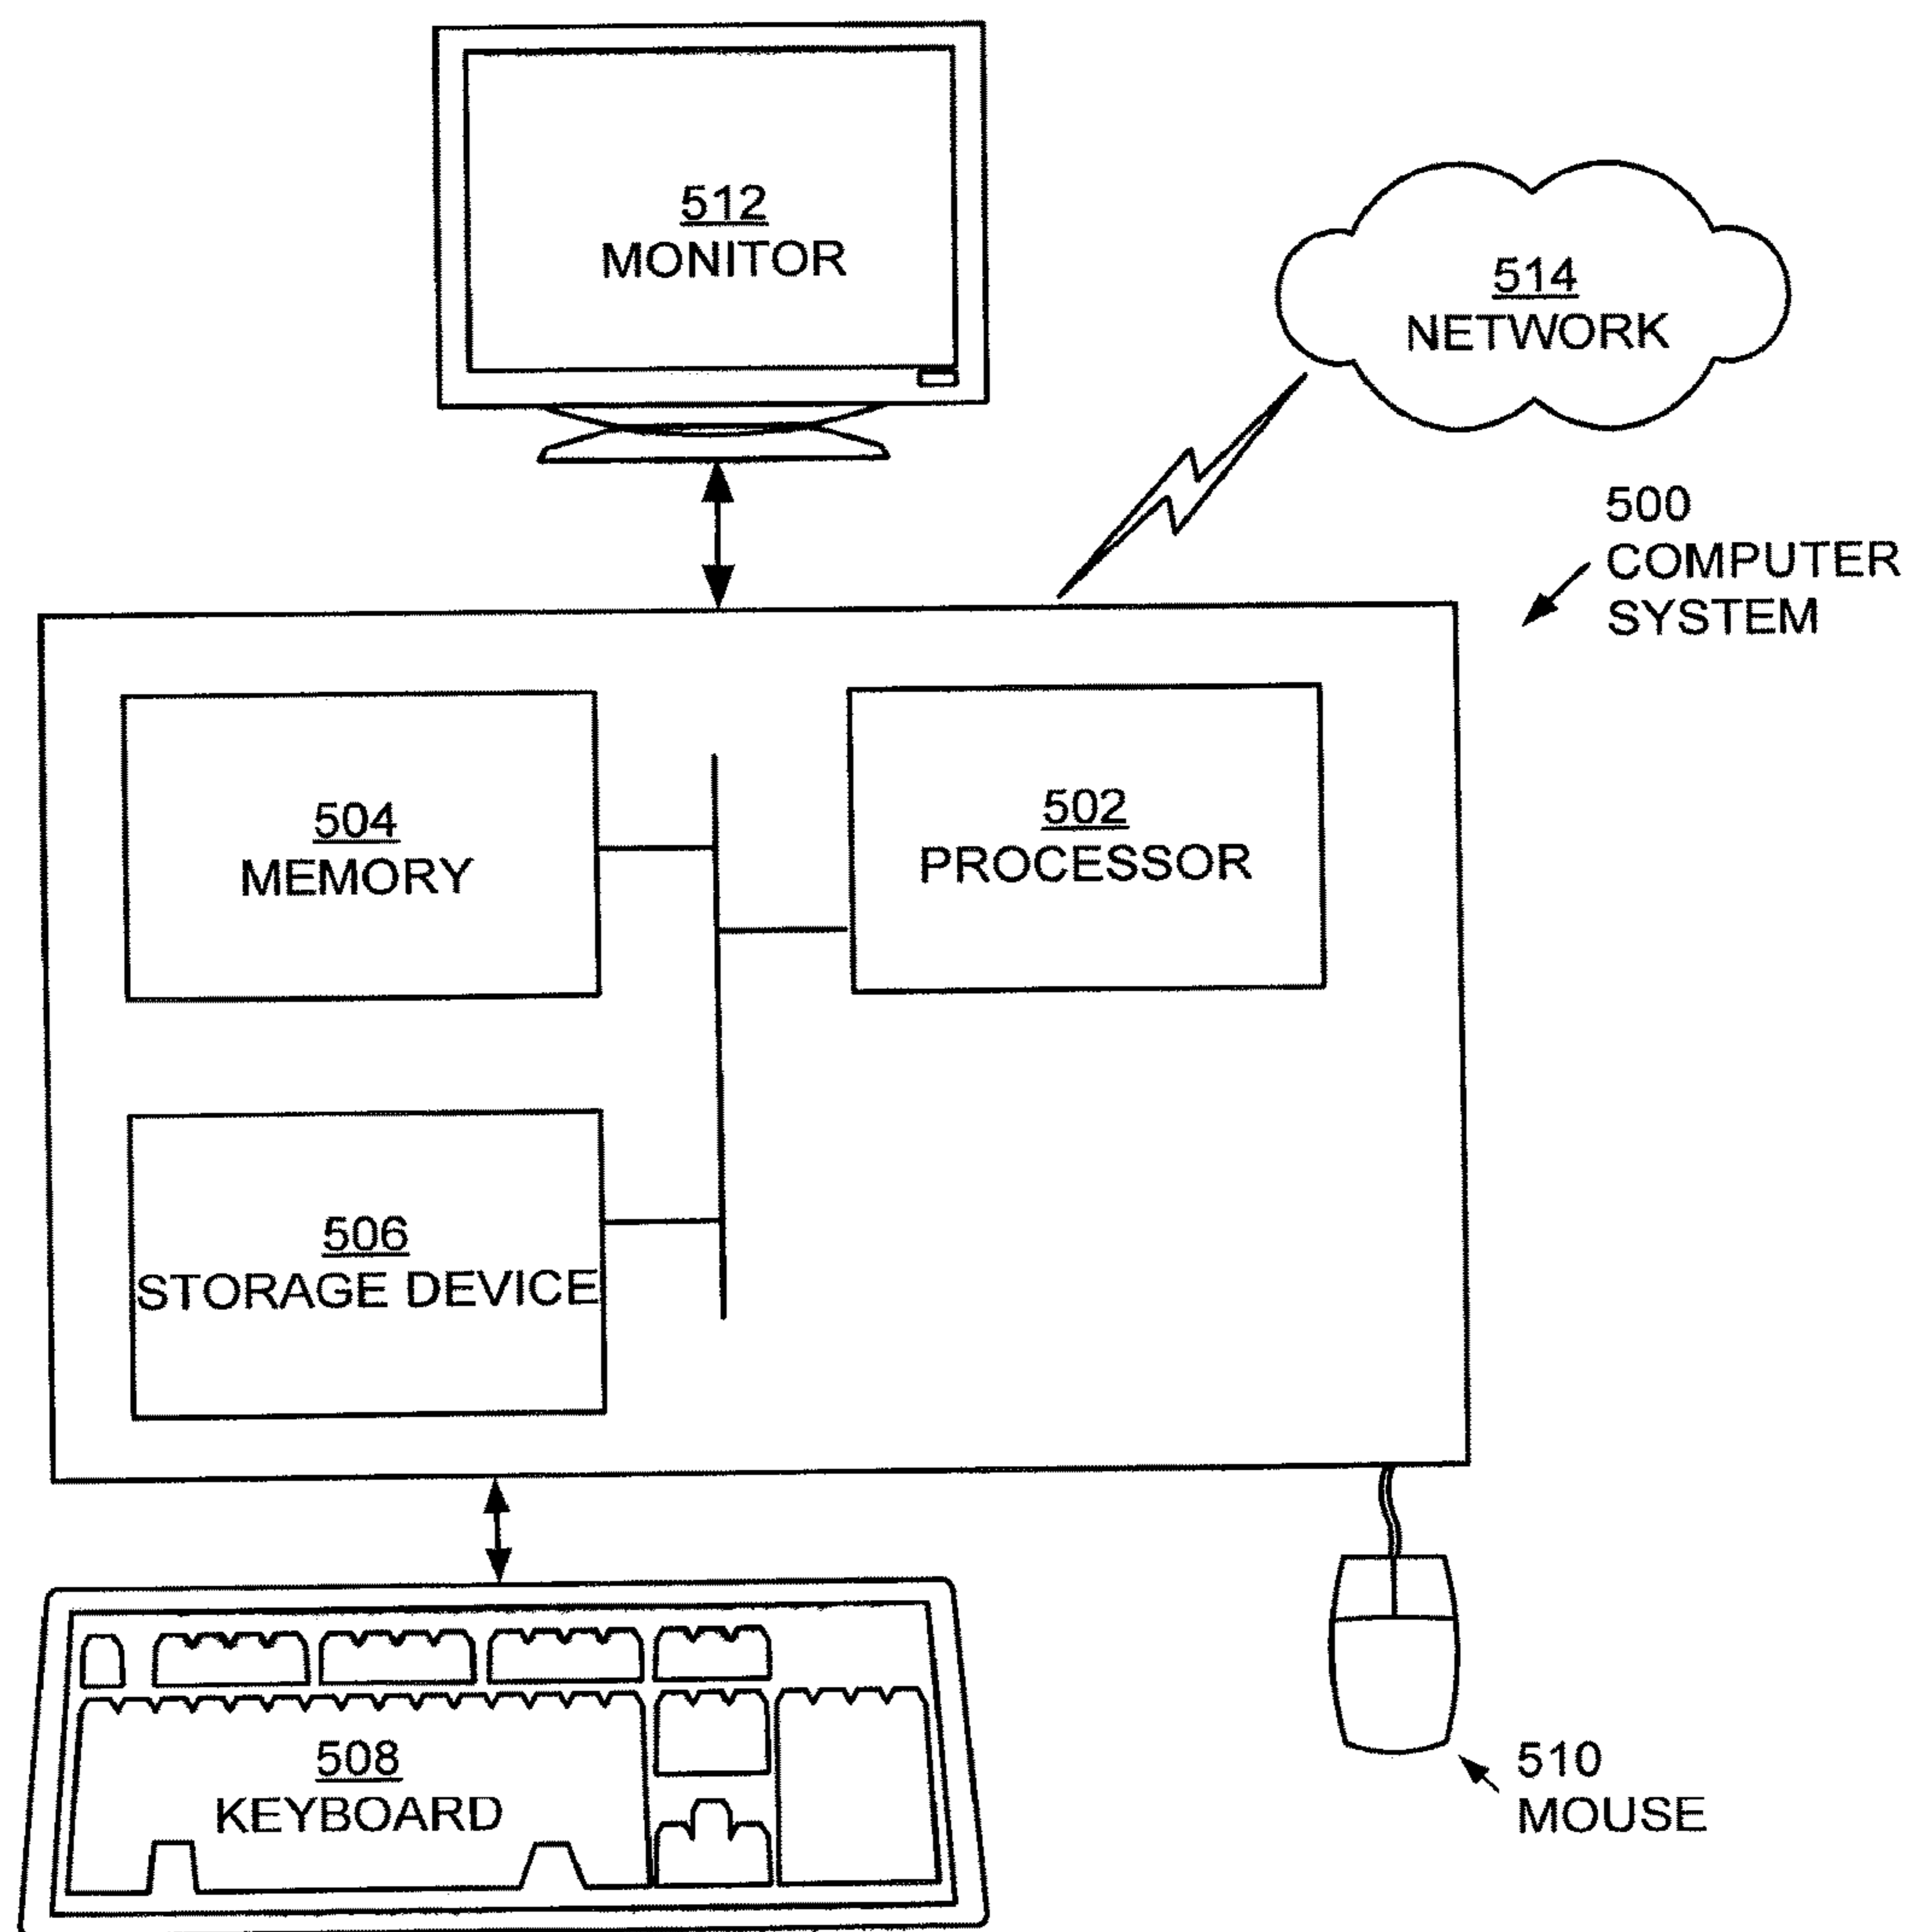 512
MONITOR
514
NETWORK
500
COMPUTER
SYSTEM
504
MEMORY
502
PROCESSOR
506
STORAGE DEVICE
508
KEYBOARD
510
MOUSE